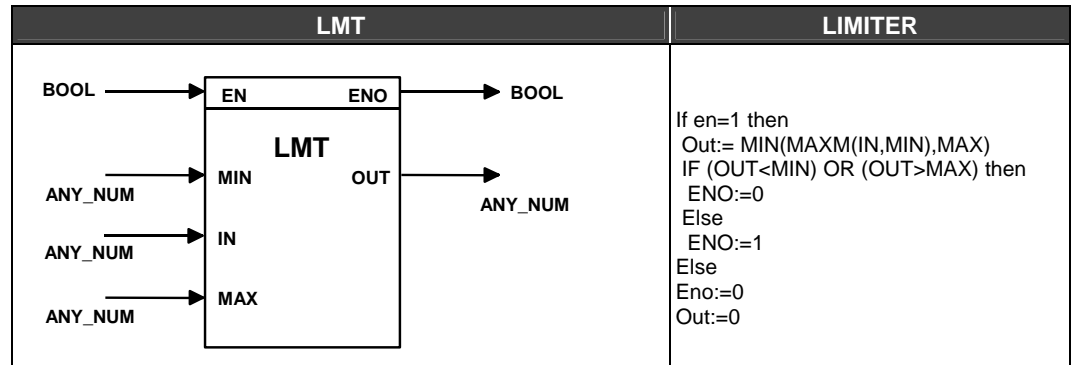 LMT LIMITER
BOOL EN ENO BOOL
LMT
MIN OUT
ANY_NUM ANY_NUM
IN
ANY_NUM
MAX
ANY_NUM
If en=1 then
Out:= MIN(MAXM(IN,MIN),MAX)
IF (OUT<MIN) OR (OUT>MAX) then
ENO:=0
Else
ENO:=1
Else
Eno:=0
Out:=0